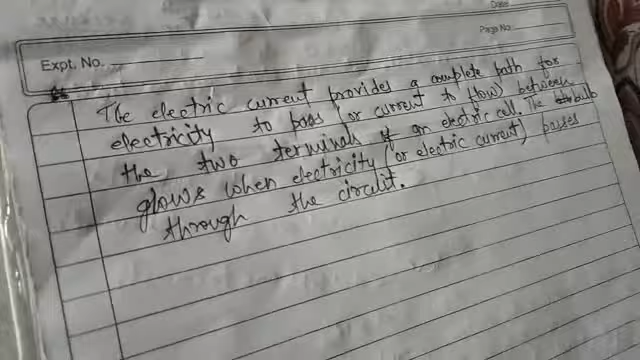 Date
Page No.
Expt. No.
The electric current provides a complete path for
electricity to pass (or current to flow) between
the two terminals of an electric cell. The bulb
glows when electricity (or electric current) passes
through the circuit.